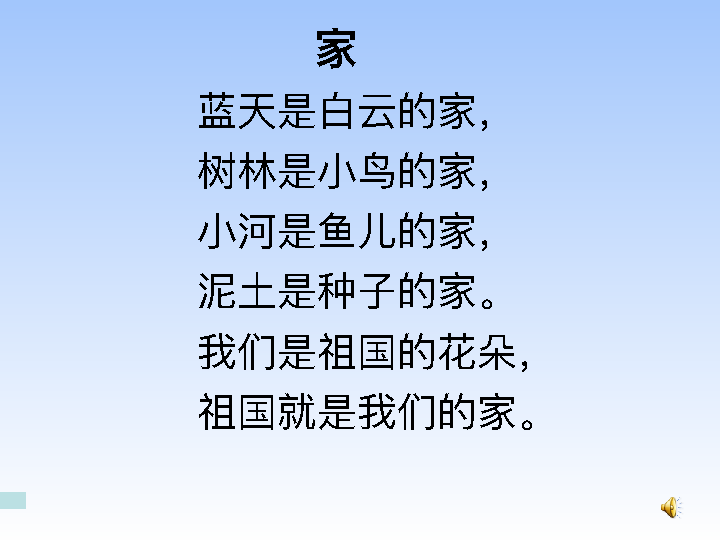 家
蓝天是白云的家，
树林是小鸟的家，
小河是鱼儿的家，
泥土是种子的家。
我们是祖国的花朵，
祖国就是我们的家。